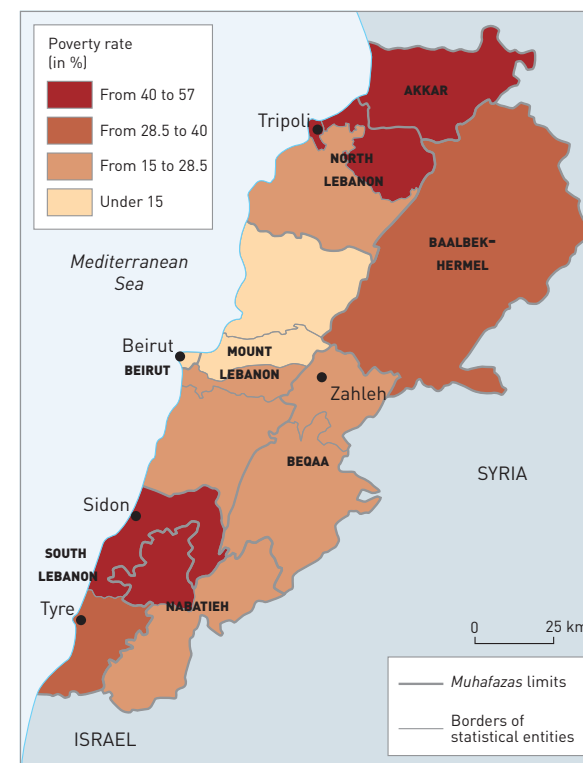 Poverty rate
(in %)
From 40 to 57
From 28.5 to 40
From 15 to 28.5
Under 15
AKKAR
Tripoli
NORTH
LEBANON
BAALBEK-
HERMEL
Mediterranean
Sea
Beirut
BEIRUT
MOUNT
LEBANON
Zahleh
BEQAA
SYRIA
Sidon
SOUTH
LEBANON
Tyre
NABATIEH
0 25 km
Muhafazas limits
Borders of
statistical entities
ISRAEL